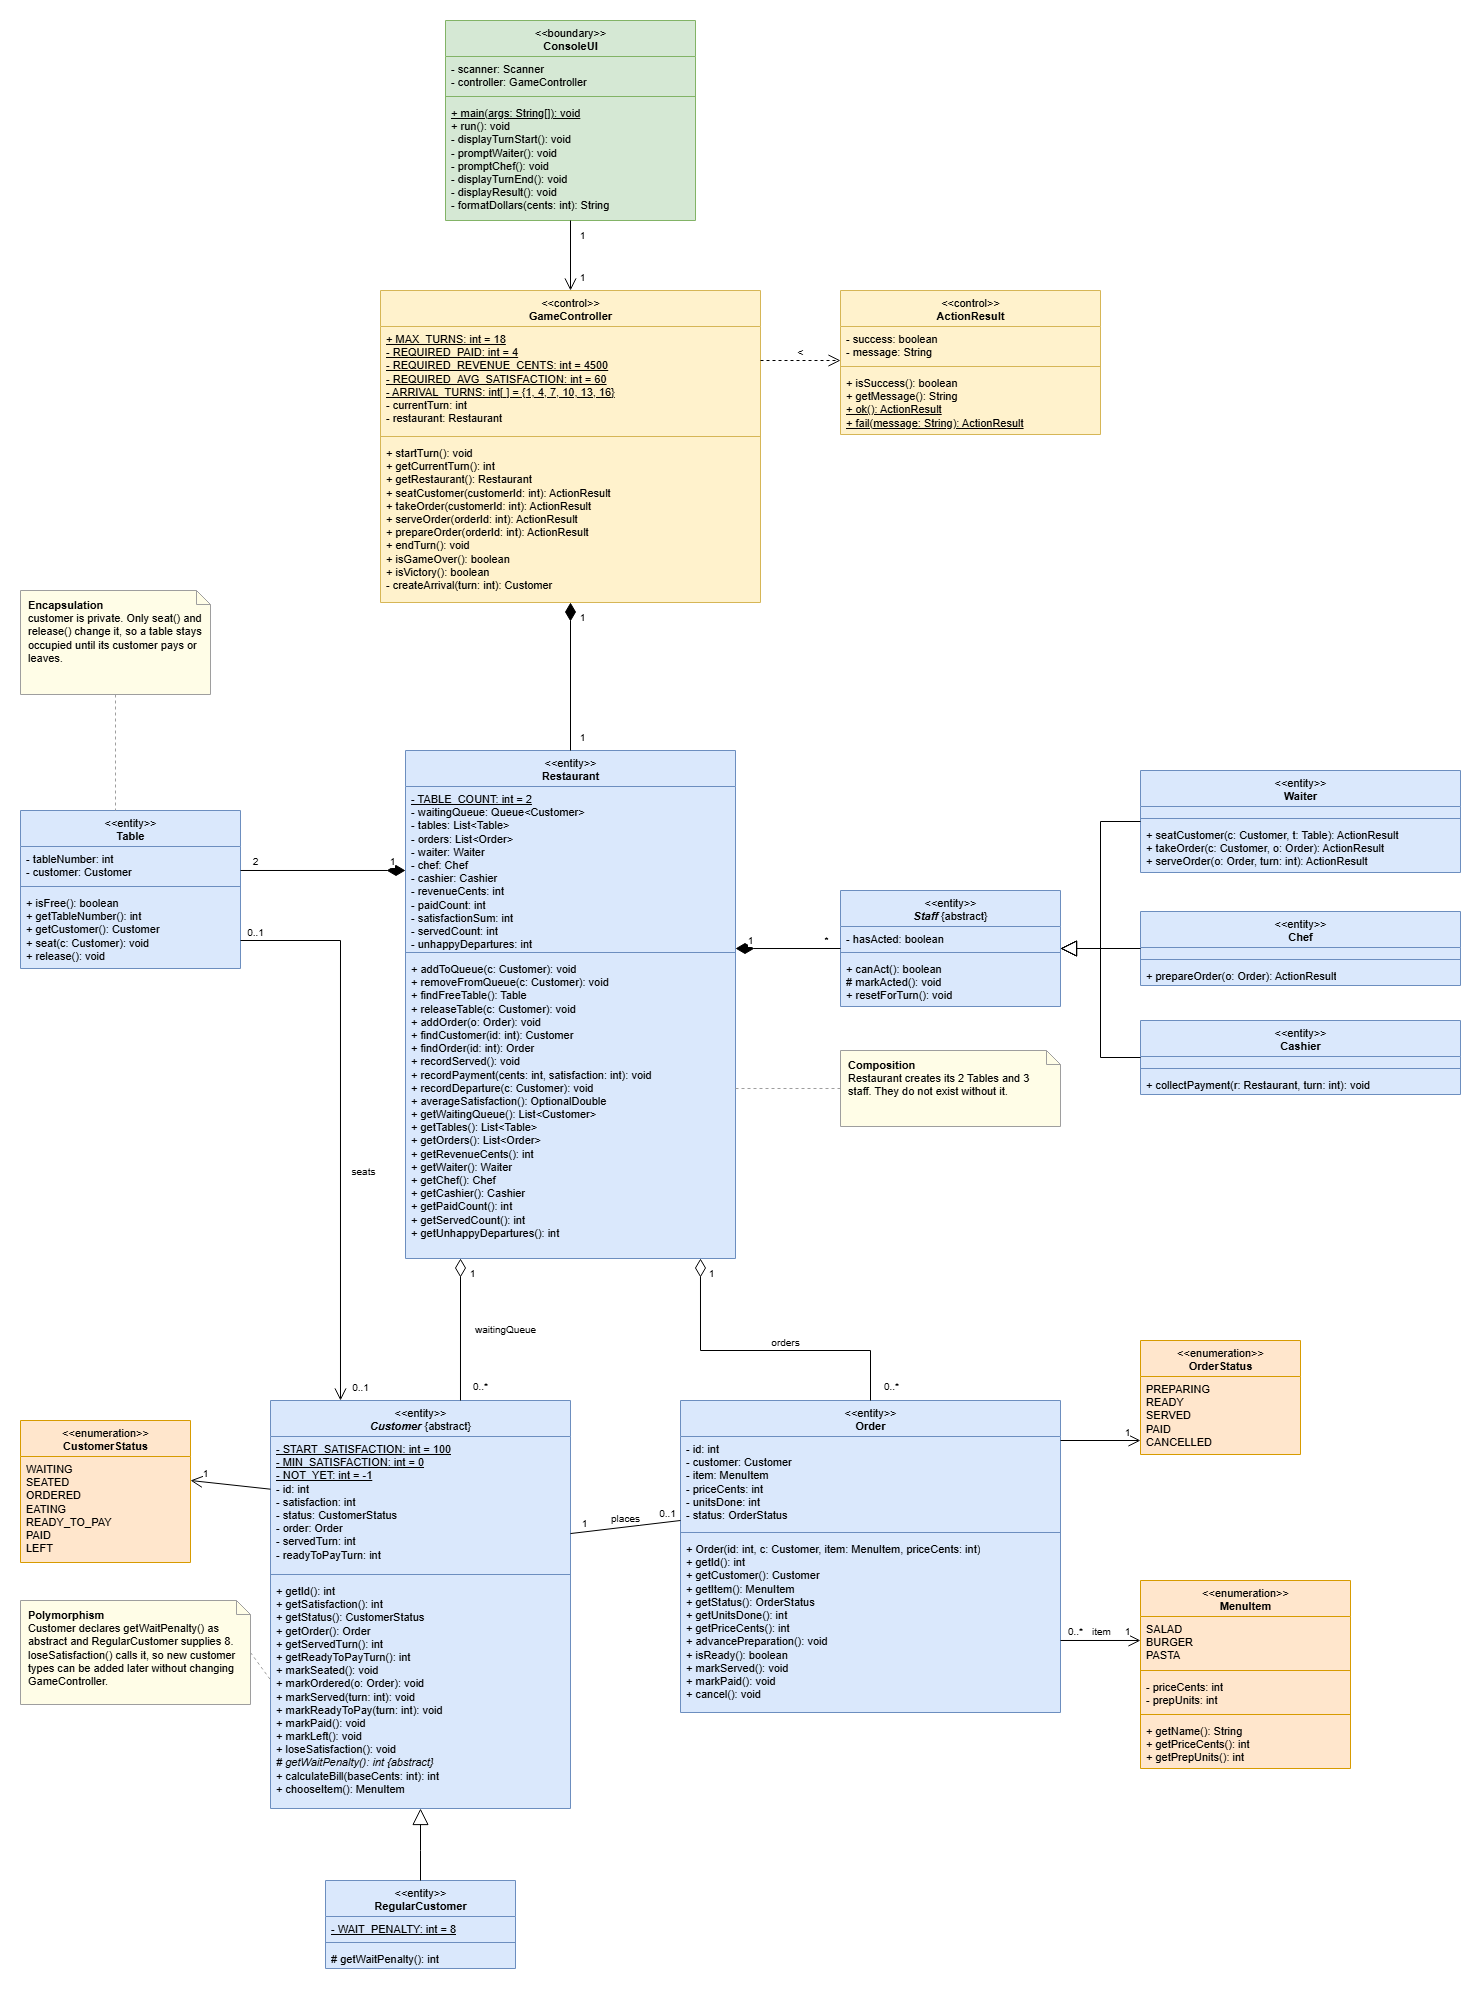 <<boundary>>
ConsoleUI
- scanner: Scanner
- controller: GameController
+ main(args: String[]): void
+ run(): void
- displayTurnStart(): void
- promptWaiter(): void
- promptChef(): void
- displayTurnEnd(): void
- displayResult(): void
- formatDollars(cents: int): String
1
1
<<control>>
GameController
+ MAX_TURNS: int = 18
- REQUIRED_PAID: int = 4
- REQUIRED_REVENUE_CENTS: int = 4500
- REQUIRED_AVG_SATISFACTION: int = 60
- ARRIVAL_TURNS: int[ ] = {1, 4, 7, 10, 13, 16}
- currentTurn: int
- restaurant: Restaurant
+ startTurn(): void
+ getCurrentTurn(): int
+ getRestaurant(): Restaurant
+ seatCustomer(customerId: int): ActionResult
+ takeOrder(customerId: int): ActionResult
+ serveOrder(orderId: int): ActionResult
+ prepareOrder(orderId: int): ActionResult
+ endTurn(): void
+ isGameOver(): boolean
+ isVictory(): boolean
- createArrival(turn: int): Customer
<
<<control>>
ActionResult
- success: boolean
- message: String
+ isSuccess(): boolean
+ getMessage(): String
+ ok(): ActionResult
+ fail(message: String): ActionResult
1
1
Encapsulation
customer is private. Only seat() and
release() change it, so a table stays
occupied until its customer pays or
leaves.
<<entity>>
Table
- tableNumber: int
- customer: Customer
+ isFree(): boolean
+ getTableNumber(): int
+ getCustomer(): Customer
+ seat(c: Customer): void
+ release(): void
2
1
0..1
seats
0..1
<<entity>>
Restaurant
- TABLE_COUNT: int = 2
- waitingQueue: Queue<Customer>
- tables: List<Table>
- orders: List<Order>
- waiter: Waiter
- chef: Chef
- cashier: Cashier
- revenueCents: int
- paidCount: int
- satisfactionSum: int
- servedCount: int
- unhappyDepartures: int
+ addToQueue(c: Customer): void
+ removeFromQueue(c: Customer): void
+ findFreeTable(): Table
+ releaseTable(c: Customer): void
+ addOrder(o: Order): void
+ findCustomer(id: int): Customer
+ findOrder(id: int): Order
+ recordServed(): void
+ recordPayment(cents: int, satisfaction: int): void
+ recordDeparture(c: Customer): void
+ averageSatisfaction(): OptionalDouble
+ getWaitingQueue(): List<Customer>
+ getTables(): List<Table>
+ getOrders(): List<Order>
+ getRevenueCents(): int
+ getWaiter(): Waiter
+ getChef(): Chef
+ getCashier(): Cashier
+ getPaidCount(): int
+ getServedCount(): int
+ getUnhappyDepartures(): int
1
*
<<entity>>
Staff {abstract}
- hasActed: boolean
+ canAct(): boolean
# markActed(): void
+ resetForTurn(): void
<<entity>>
Waiter
+ seatCustomer(c: Customer, t: Table): ActionResult
+ takeOrder(c: Customer, o: Order): ActionResult
+ serveOrder(o: Order, turn: int): ActionResult
<<entity>>
Chef
+ prepareOrder(o: Order): ActionResult
<<entity>>
Cashier
+ collectPayment(r: Restaurant, turn: int): void
Composition
Restaurant creates its 2 Tables and 3
staff. They do not exist without it.
1
waitingQueue
0..*
1
orders
0..*
<<enumeration>>
CustomerStatus
WAITING
SEATED
ORDERED
EATING
READY_TO_PAY
PAID
LEFT
1
<<entity>>
Customer {abstract}
- START_SATISFACTION: int = 100
- MIN_SATISFACTION: int = 0
- NOT_YET: int = -1
- id: int
- satisfaction: int
- status: CustomerStatus
- order: Order
- servedTurn: int
- readyToPayTurn: int
+ getId(): int
+ getSatisfaction(): int
+ getStatus(): CustomerStatus
+ getOrder(): Order
+ getServedTurn(): int
+ getReadyToPayTurn(): int
+ markSeated(): void
+ markOrdered(o: Order): void
+ markServed(turn: int): void
+ markReadyToPay(turn: int): void
+ markPaid(): void
+ markLeft(): void
+ loseSatisfaction(): void
# getWaitPenalty(): int {abstract}
+ calculateBill(baseCents: int): int
+ chooseItem(): MenuItem
1
places
0..1
<<entity>>
Order
- id: int
- customer: Customer
- item: MenuItem
- priceCents: int
- unitsDone: int
- status: OrderStatus
+ Order(id: int, c: Customer, item: MenuItem, priceCents: int)
+ getId(): int
+ getCustomer(): Customer
+ getItem(): MenuItem
+ getStatus(): OrderStatus
+ getUnitsDone(): int
+ getPriceCents(): int
+ advancePreparation(): void
+ isReady(): boolean
+ markServed(): void
+ markPaid(): void
+ cancel(): void
1
<<enumeration>>
OrderStatus
PREPARING
READY
SERVED
PAID
CANCELLED
0..*
item
1
<<enumeration>>
MenuItem
SALAD
BURGER
PASTA
- priceCents: int
- prepUnits: int
+ getName(): String
+ getPriceCents(): int
+ getPrepUnits(): int
Polymorphism
Customer declares getWaitPenalty() as
abstract and RegularCustomer supplies 8.
loseSatisfaction() calls it, so new customer
types can be added later without changing
GameController.
<<entity>>
RegularCustomer
- WAIT_PENALTY: int = 8
# getWaitPenalty(): int